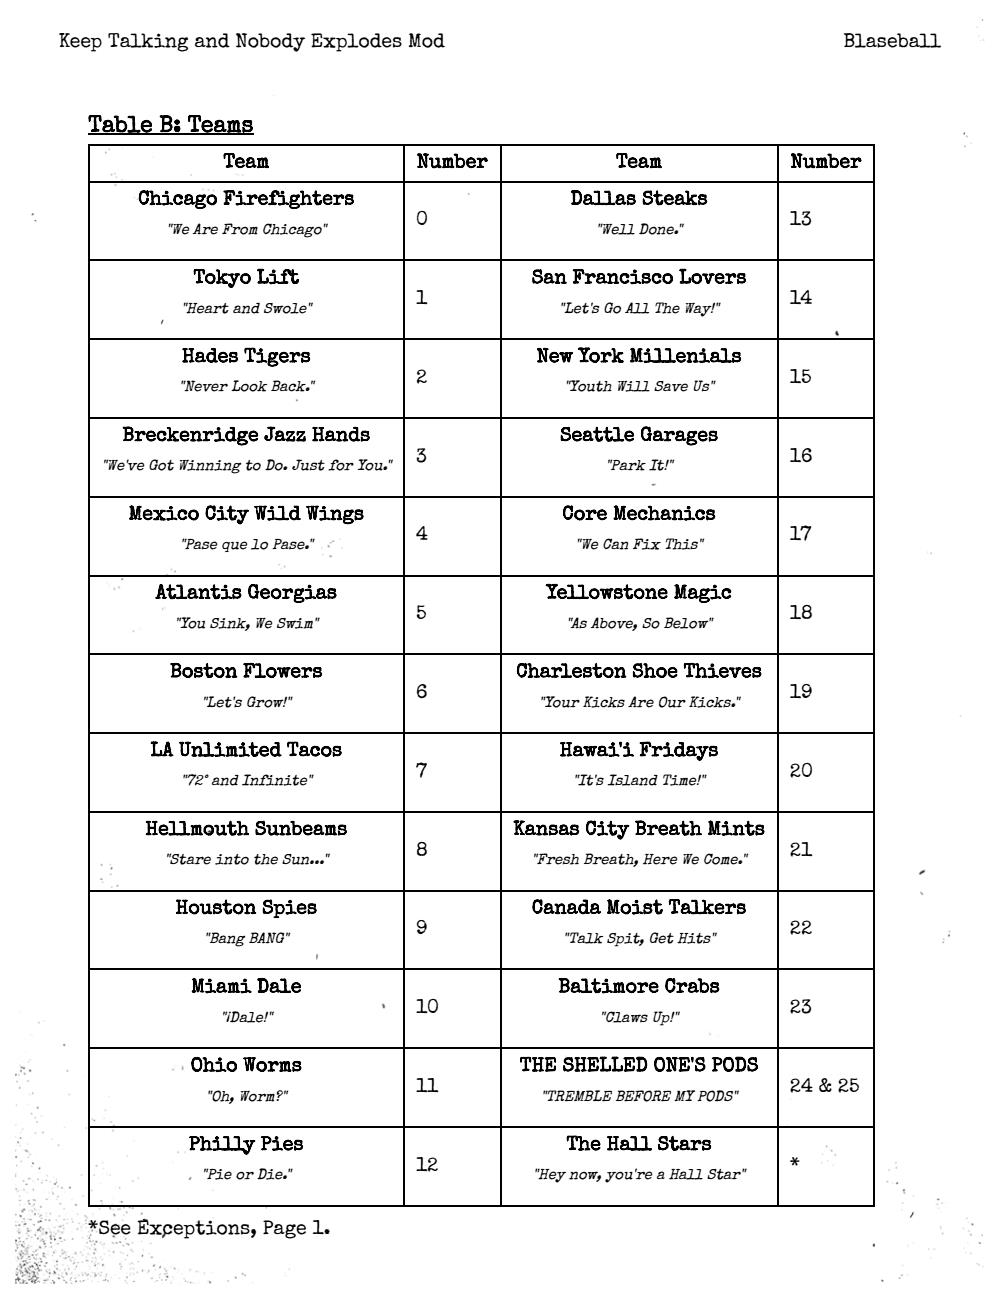 Keep Talking and Nobody Explodes Mod Blaseball
Table B: Teams
Team Number Team Number
Chicago Firefighters
"We Are From Chicago"
0
Dallas Steaks
"Well Done."
13
Tokyo Lift
"Heart and Swole"
1
San Francisco Lovers
"Let's Go All The Way!"
14
Hades Tigers
"Never Look Back."
2
New York Millenials
"Youth Will Save Us"
15
Breckenridge Jazz Hands
"We've Got Winning to Do. Just for You."
3
Seattle Garages
"Park It!"
16
Mexico City Wild Wings
"Pase que lo Pase."
4
Core Mechanics
"We Can Fix This"
17
Atlantis Georgias
"You Sink, We Swim"
5
Yellowstone Magic
"As Above, So Below"
18
Boston Flowers
"Let's Grow!"
6
Charleston Shoe Thieves
"Your Kicks Are Our Kicks."
19
LA Unlimited Tacos
"72° and Infinite"
7
Hawai'i Fridays
"It's Island Time!"
20
Hellmouth Sunbeams
"Stare into the Sun..."
8
Kansas City Breath Mints
"Fresh Breath, Here We Come."
21
Houston Spies
"Bang BANG"
9
Canada Moist Talkers
"Talk Spit, Get Hits"
22
Miami Dale
"¡Dale!"
10
Baltimore Crabs
"Claws Up!"
23
Ohio Worms
"Oh, Worm?"
11
THE SHELLED ONE'S PODS
"TREMBLE BEFORE MY PODS"
24 & 25
Philly Pies
"Pie or Die."
12
The Hall Stars
"Hey now, you're a Hall Star"
*
*See Exceptions, Page 1.